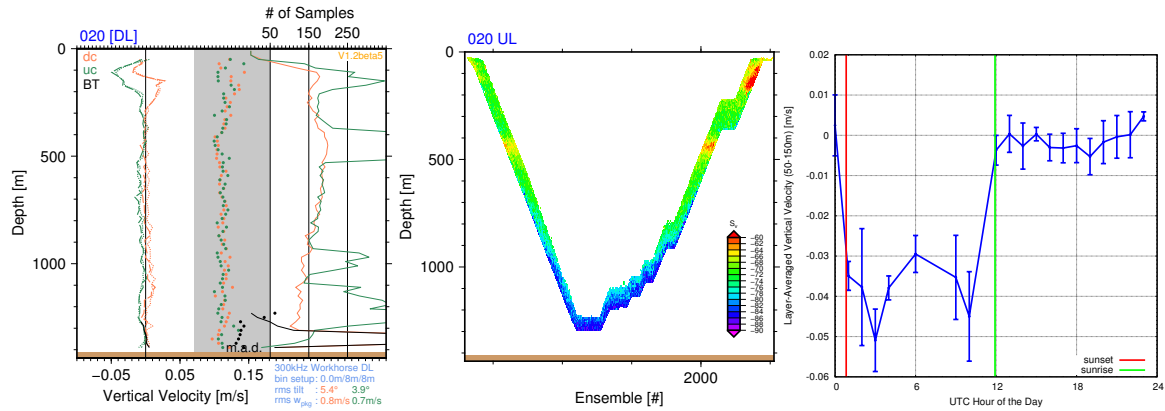 # of Samples
020 [DL]
50 150 250
dc
uc
BT
V1.2beta5
0
500
1000
Depth [m]
m.a.d.
−0.05 0.05 0.15
Vertical Velocity [m/s]
300kHz Workhorse DL
bin setup : 0.0m/8m/8m
rms tilt : 5.4° 3.9°
rms wpkg : 0.8m/s 0.7m/s
020 UL
0
500
1000
Depth [m]
Sv
−60
−62
−64
−66
−68
−70
−72
−74
−76
−78
−80
−82
−84
−86
−88
2000
Ensemble [#]
0.02
0.01
0
-0.01
-0.02
-0.03
-0.04
-0.05
-0.06
Layer-Averaged Vertical Velocity (50-150m) [m/s]
sunset
sunrise
0 6 12 18 24
UTC Hour of the Day